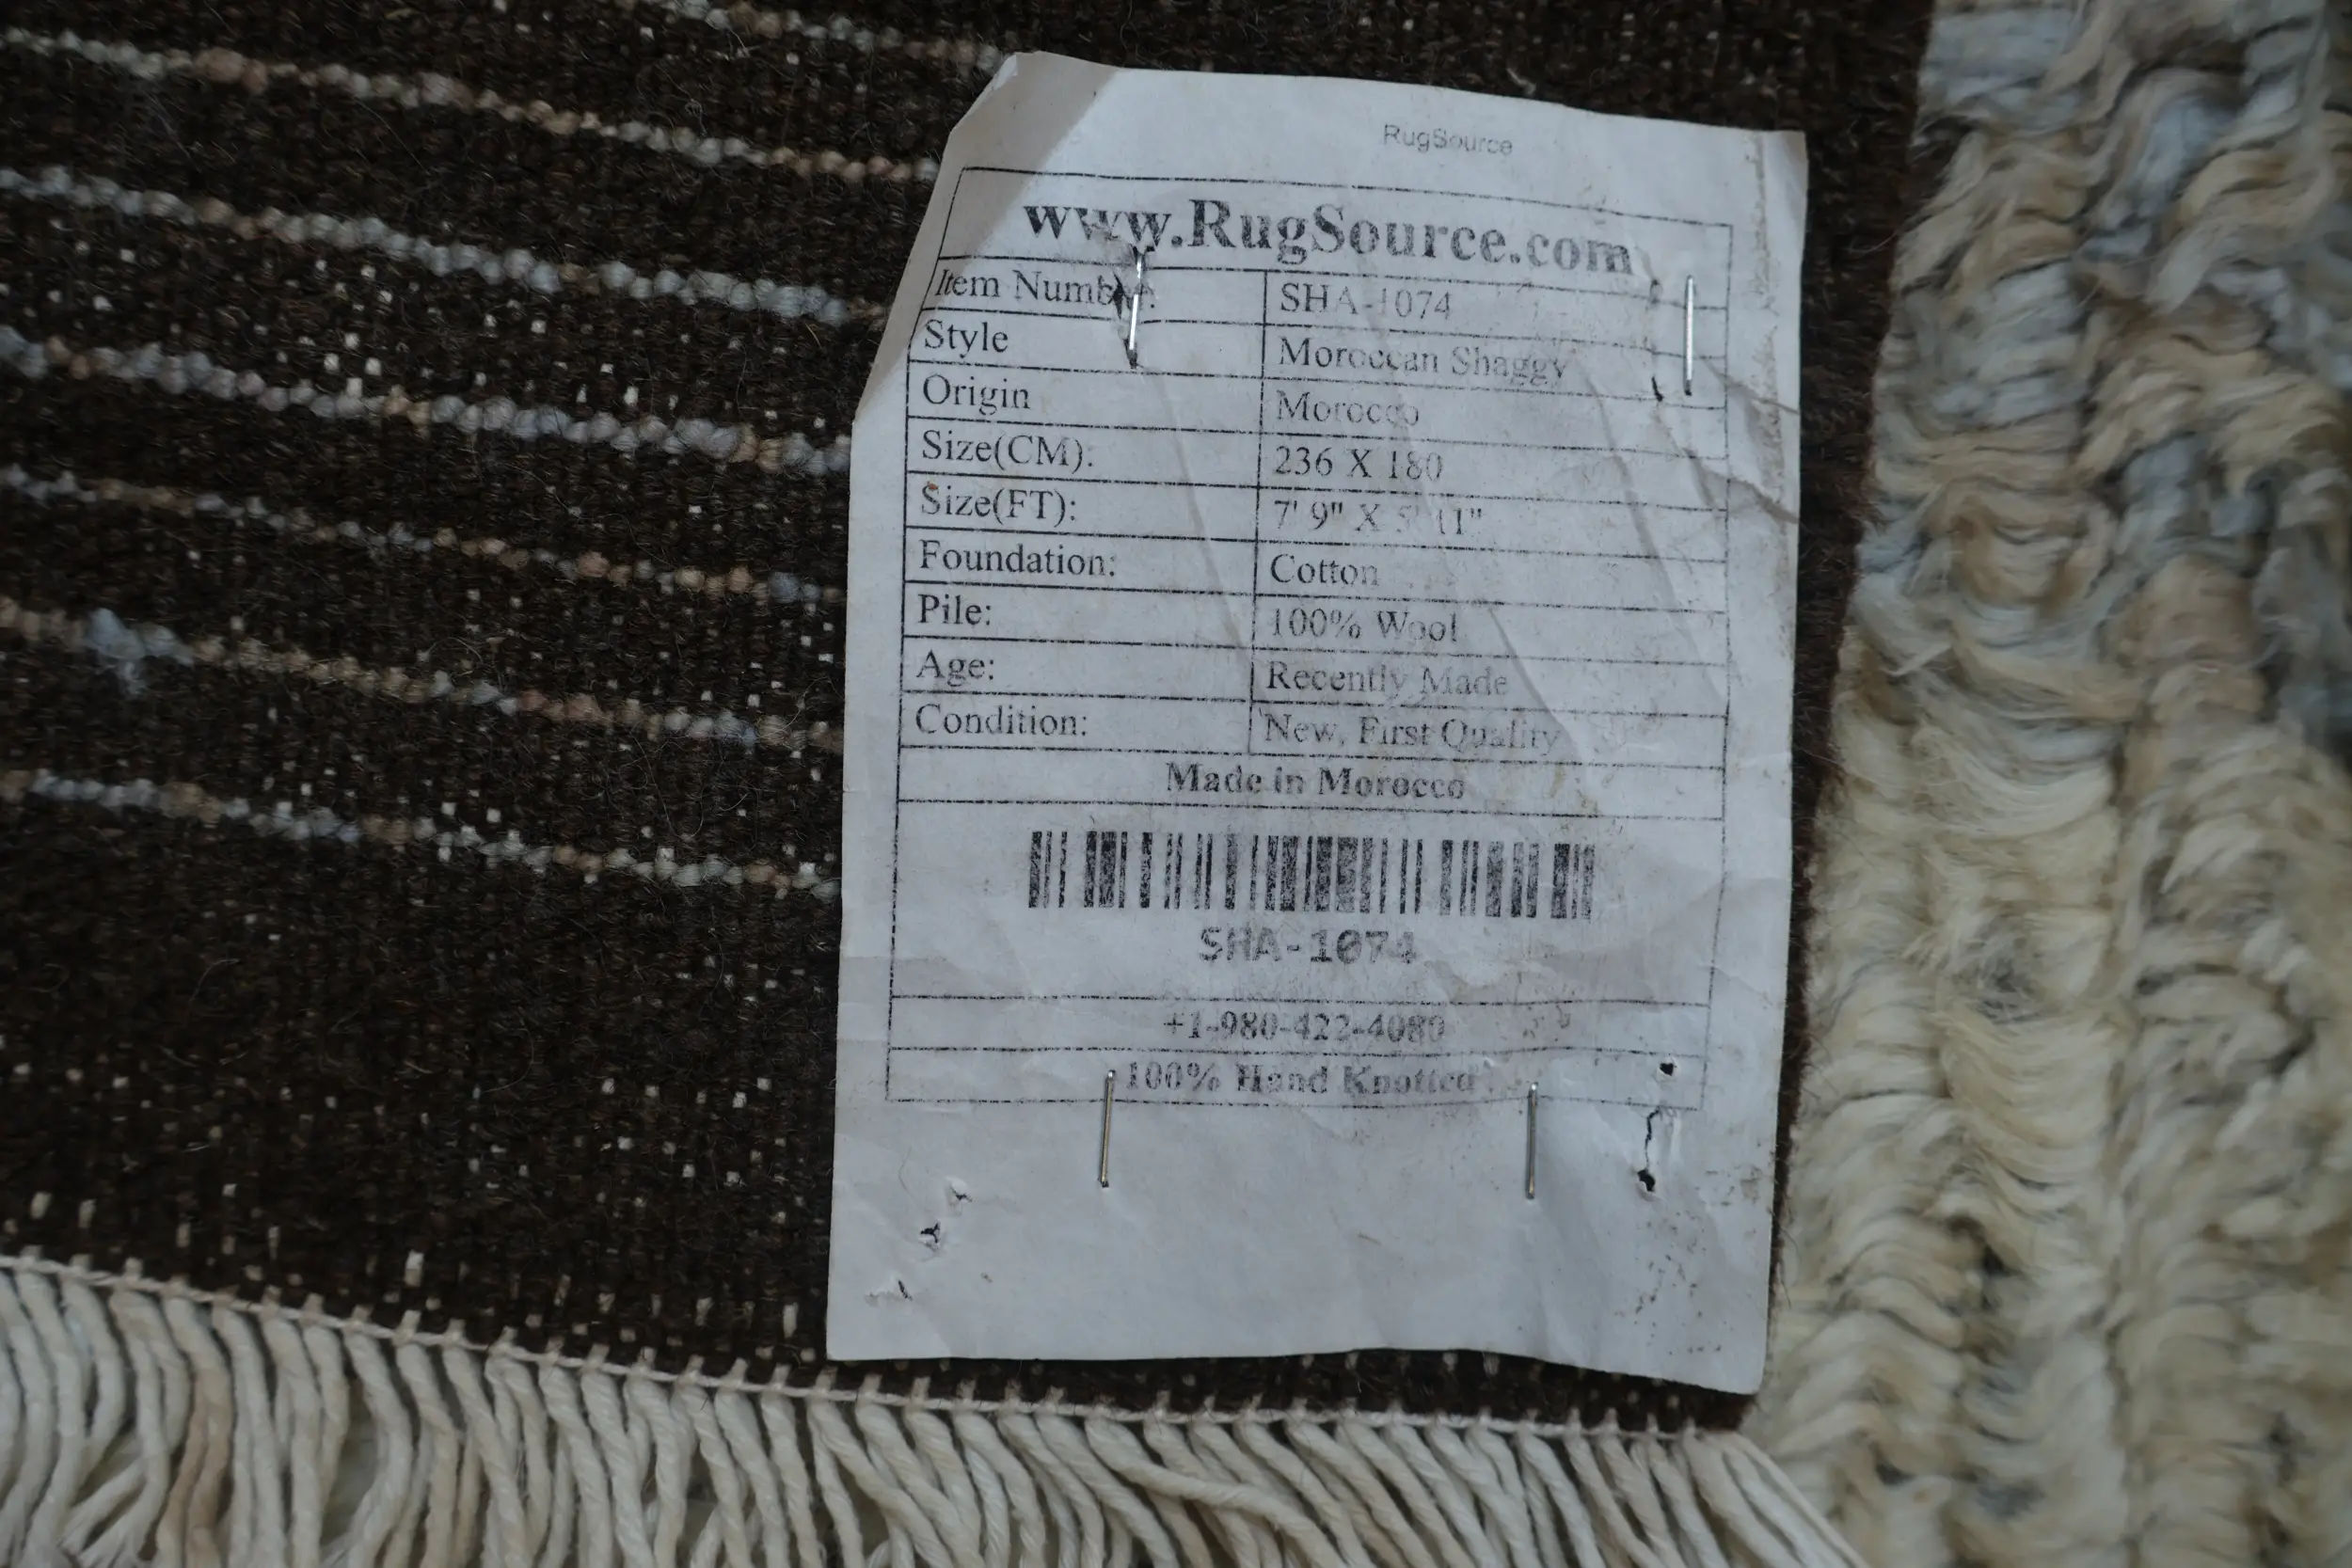 RugSource
www.RugSource.com
Item Number: SHA-1074
Style Moroccan Shaggy
Origin Morocco
Size(CM): 236 X 180
Size(FT): 7' 9" X 5' 11"
Foundation: Cotton
Pile: 100% Wool
Age: Recently Made
Condition: New, First Quality
Made in Morocco
SHA-1074
+1-980-422-4080
100% Hand Knotted